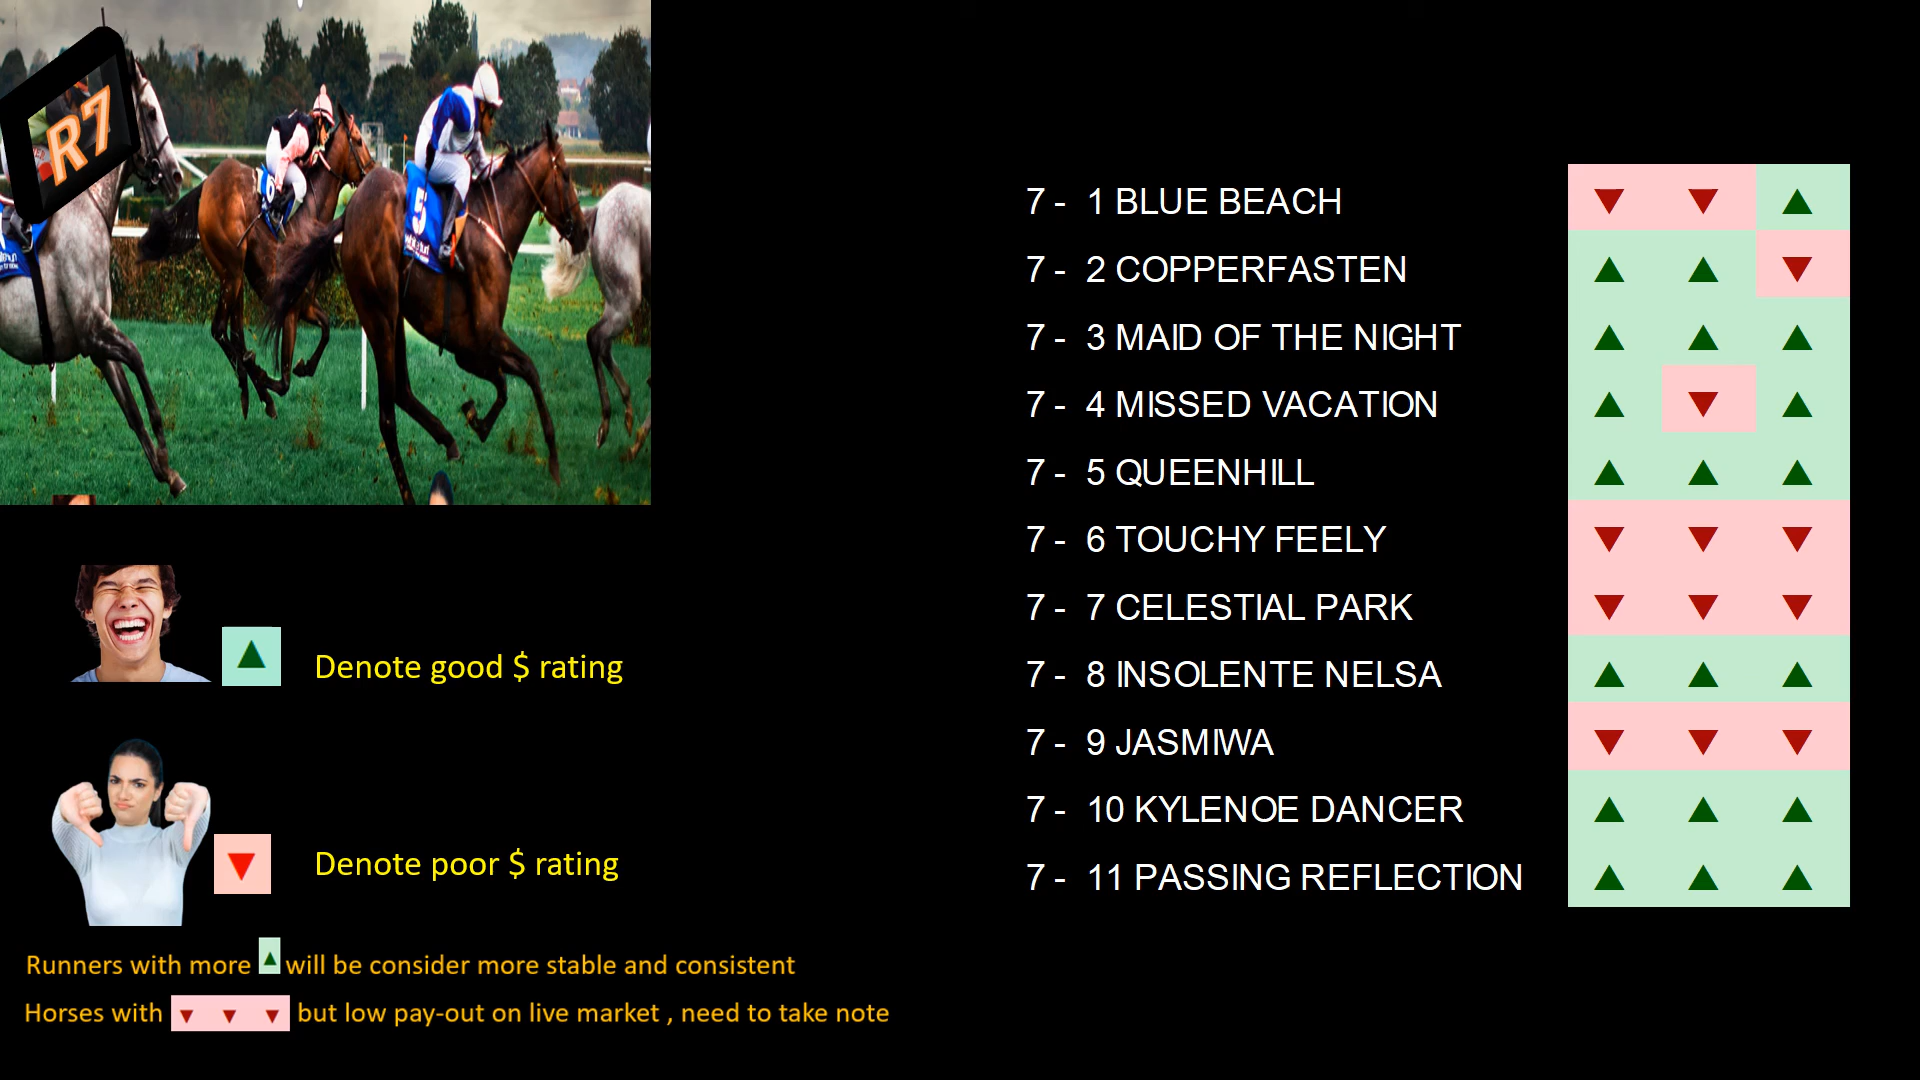 R7
5
6
7 - 1 BLUE BEACH ▼ ▼ ▲
7 - 2 COPPERFASTEN ▲ ▲ ▼
7 - 3 MAID OF THE NIGHT ▲ ▲ ▲
7 - 4 MISSED VACATION ▲ ▼ ▲
7 - 5 QUEENHILL ▲ ▲ ▲
7 - 6 TOUCHY FEELY ▼ ▼ ▼
7 - 7 CELESTIAL PARK ▼ ▼ ▼
7 - 8 INSOLENTE NELSA ▲ ▲ ▲
7 - 9 JASMIWA ▼ ▼ ▼
7 - 10 KYLENOE DANCER ▲ ▲ ▲
7 - 11 PASSING REFLECTION ▲ ▲ ▲
▲ Denote good $ rating
▼ Denote poor $ rating
Runners with more ▲ will be consider more stable and consistent
Horses with ▼ ▼ ▼ but low pay-out on live market , need to take note